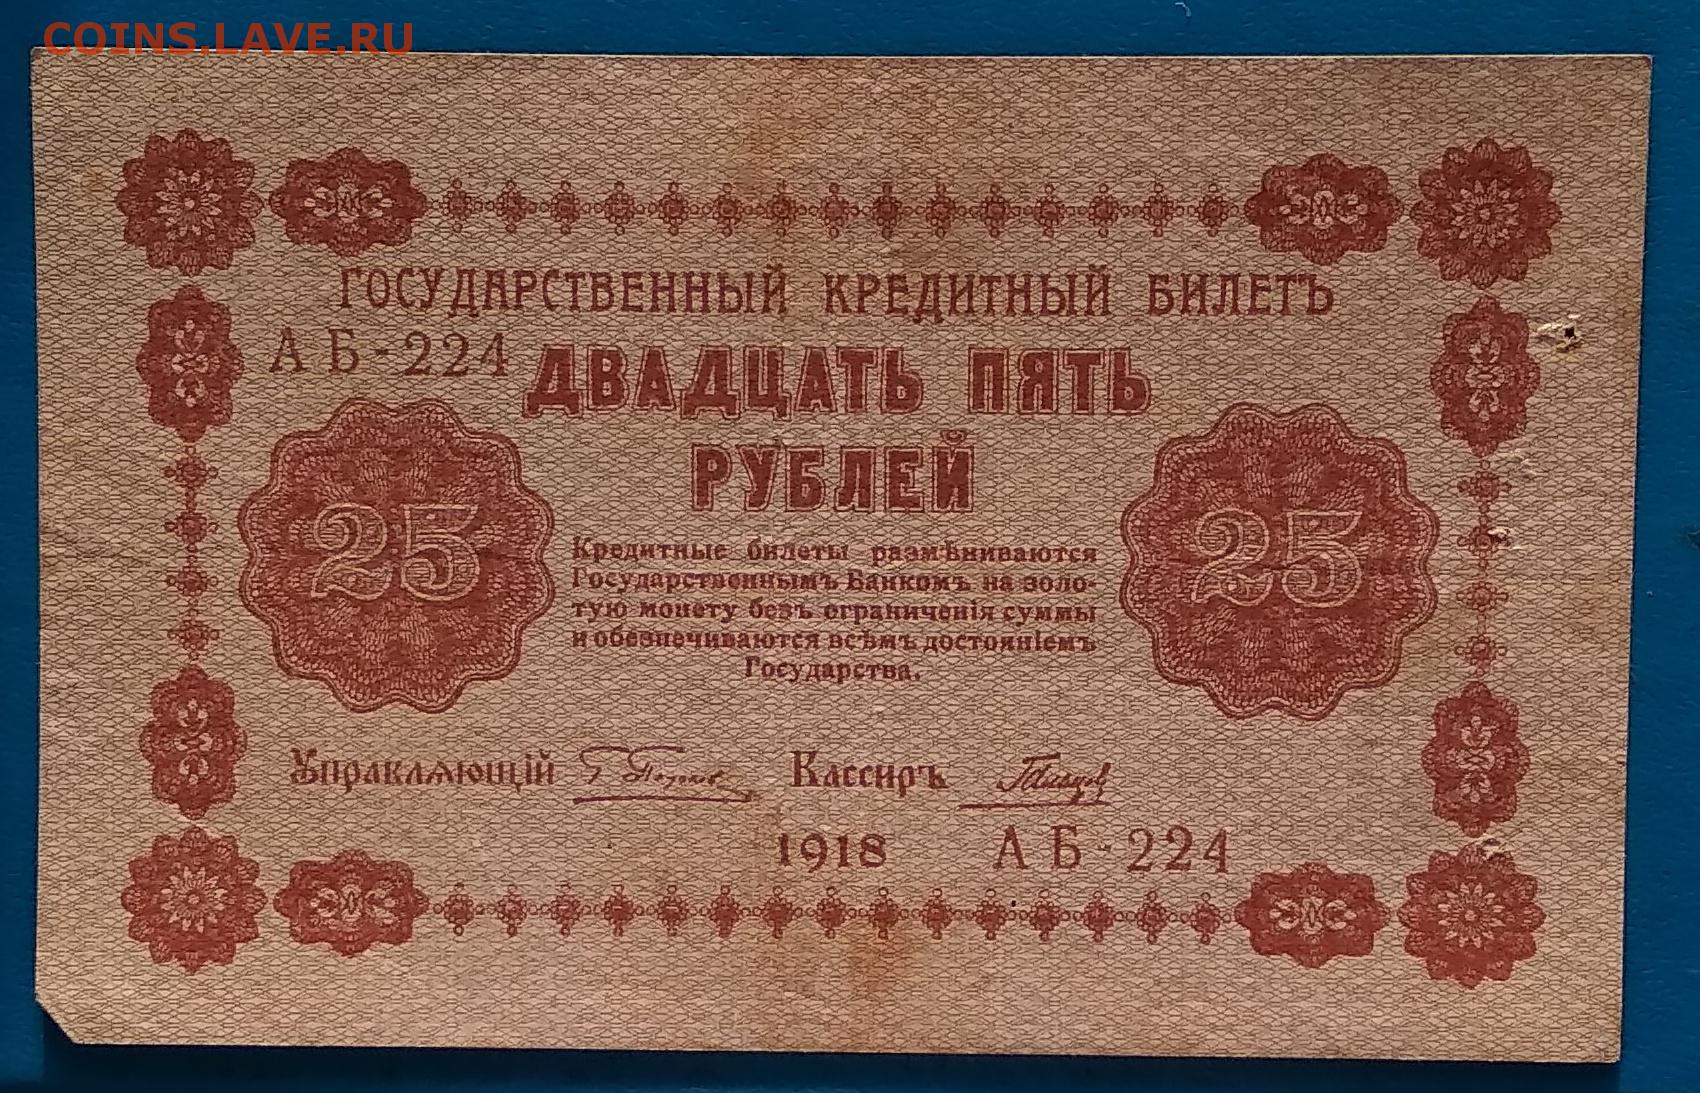 COINS.LAVE.RU
ГОСУДАРСТВЕННЫЙ КРЕДИТНЫЙ БИЛЕТЪ
АБ-224
ДВАДЦАТЬ ПЯТЬ
РУБЛЕЙ
25
25
Кредитные билеты размѣниваются
Государственнымъ Банкомъ на золо-
тую монету безъ ограниченія суммы
и обезпечиваются всѣмъ достояніемъ
Государства.
Управляющій Кассиръ
1918 АБ-224